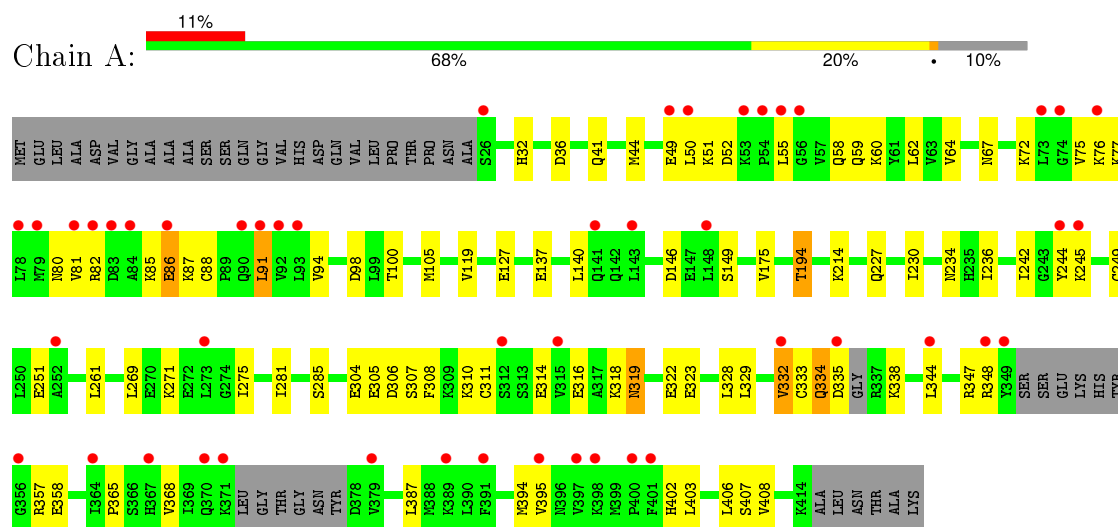 11%
Chain A:
68% 20% • 10%
MET GLU LEU ALA ASP VAL GLY ALA ALA ALA SER SER GLN GLY VAL HIS ASP GLN VAL LEU PRO THR PRO ASN ALA S26 H32 D36 Q41 M44 E49 L50 K51 D52 K53 P54 L55 G56 V57 Q58 Q59 K60 Y61 L62 V63 V64 N67 K72 L73 G74 V75 K76 K77
L78 M79 N80 V81 R82 D83 A84 K85 E86 K87 C88 P89 Q90 L91 V92 L93 V94 D98 L99 T100 M105 V119 E127 E137 L140 Q141 Q142 L143 D146 E147 L148 S149 V175 T194 K214 Q227 I230 N234 H235 I236 I242 G243 Y244 K245 C249
L250 E251 A252 L261 L269 E270 K271 E272 L273 G274 I275 I281 S285 E304 E305 D306 S307 F308 K309 K310 C311 S312 S313 E314 V315 E316 A317 K318 N319 E322 E323 L328 L329 V332 C333 Q334 D335 GLY R337 K338 L344 R347 R348 Y349 SER SER GLU LYS HIS TYR
G356 R357 E358 I364 P365 S366 H367 V368 I369 Q370 K371 LEU GLY THR GLY ASN TYR D378 V379 L387 M388 K389 L390 F391 M394 V395 N396 V397 K398 M399 P400 F401 H402 L403 L406 S407 V408 K414 ALA LEU ASN THR ALA LYS